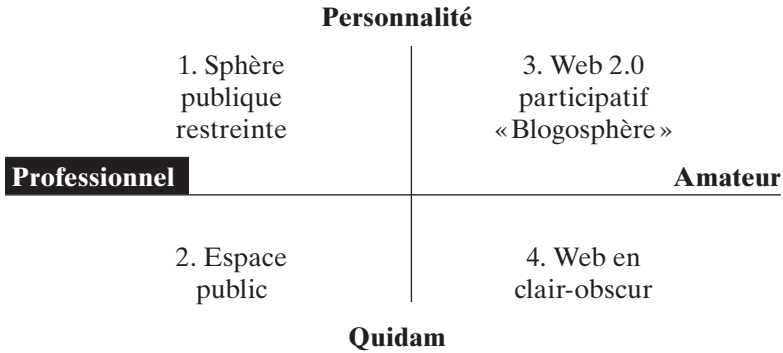 Personnalité
1. Sphère
publique
restreinte
3. Web 2.0
participatif
«Blogosphère»
Professionnel
Amateur
2. Espace
public
4. Web en
clair-obscur
Quidam